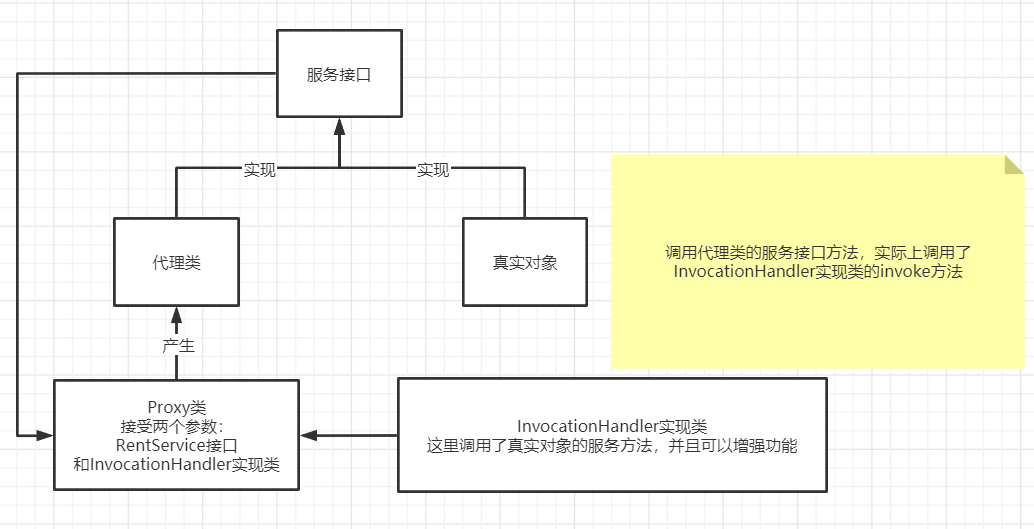 服务接口
实现
实现
代理类
真实对象
调用代理类的服务接口方法，实际上调用了
InvocationHandler实现类的invoke方法
产生
Proxy类
接受两个参数：
RentService接口
和InvocationHandler实现类
InvocationHandler实现类
这里调用了真实对象的服务方法，并且可以增强功能